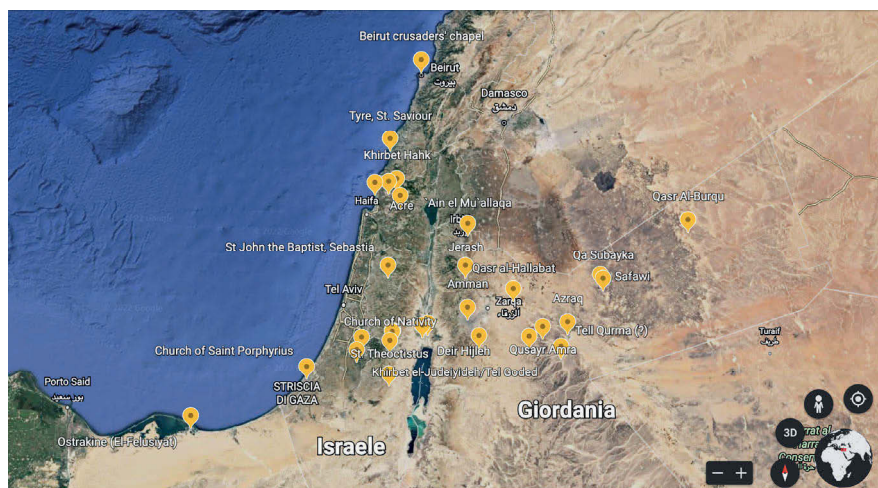 Beirut crusaders' chapel
Beirut
بيروت
Damasco
دمشق
Tyre, St. Saviour
Khirbet Hahk
Haifa
Acre
Ain el Mu`allaqa
Qasr Al-Burqu
Irb
إربد
St John the Baptist, Sebastia
Jerash
Qasr al-Hallabat
Qa Subayka
Safawi
Amman
Tel Aviv
Zarqa
الزرقاء
Azraq
Church of Nativity
Tell Qurma (?)
Turaif
طريف
Church of Saint Porphyrius
St. Theoctistus
Deir Hijleh
Qusayr Amra
Khirbet el-Judeiyideh/Tel Goded
Porto Said
بور سعيد
STRISCIA
DI GAZA
Giordania
Ostrakine (El-Felusiyat)
Israele
3D